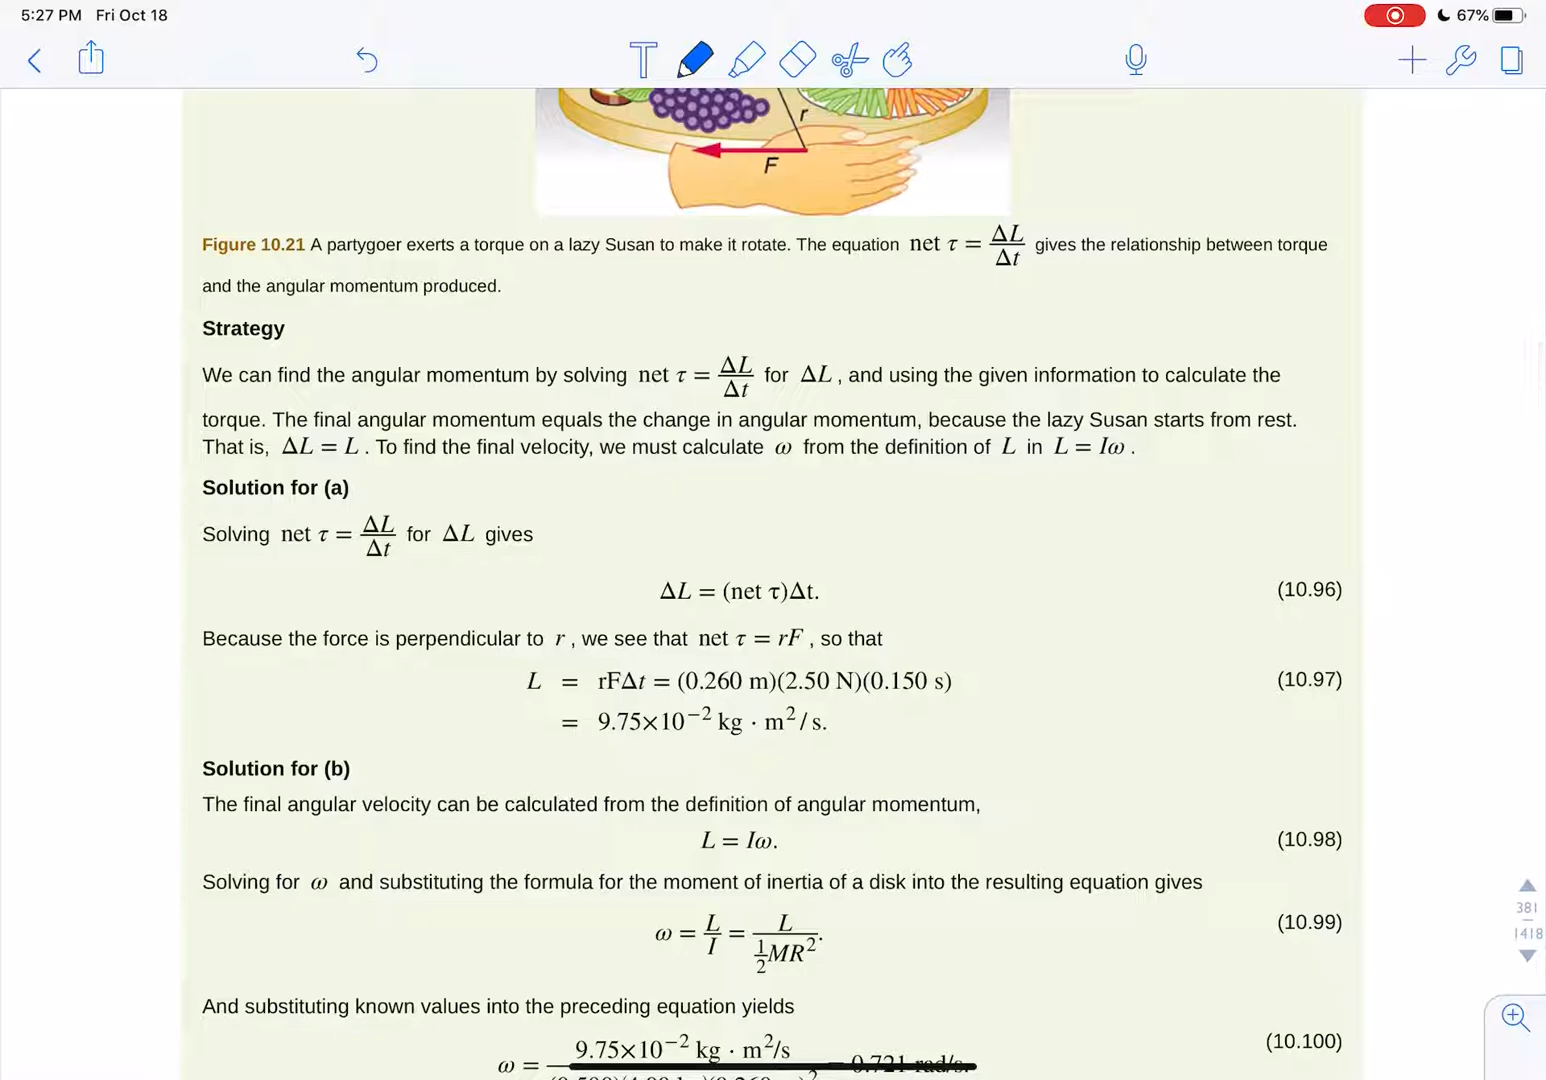 5:27 PM Fri Oct 18
67%
T
r
F
Figure 10.21 A partygoer exerts a torque on a lazy Susan to make it rotate. The equation net τ = ΔL/Δt gives the relationship between torque
and the angular momentum produced.
Strategy
We can find the angular momentum by solving net τ = ΔL/Δt for ΔL, and using the given information to calculate the
torque. The final angular momentum equals the change in angular momentum, because the lazy Susan starts from rest.
That is, ΔL = L. To find the final velocity, we must calculate ω from the definition of L in L = Iω.
Solution for (a)
Solving net τ = ΔL/Δt for ΔL gives
ΔL = (net τ)Δt. (10.96)
Because the force is perpendicular to r, we see that net τ = rF, so that
L = rFΔt = (0.260 m)(2.50 N)(0.150 s) (10.97)
= 9.75×10⁻² kg · m²/s.
Solution for (b)
The final angular velocity can be calculated from the definition of angular momentum,
L = Iω. (10.98)
Solving for ω and substituting the formula for the moment of inertia of a disk into the resulting equation gives
ω = L/I = L/(½MR²). (10.99)
381
1418
And substituting known values into the preceding equation yields
ω = 9.75×10⁻² kg · m²/s = 0.721 rad/s. (10.100)